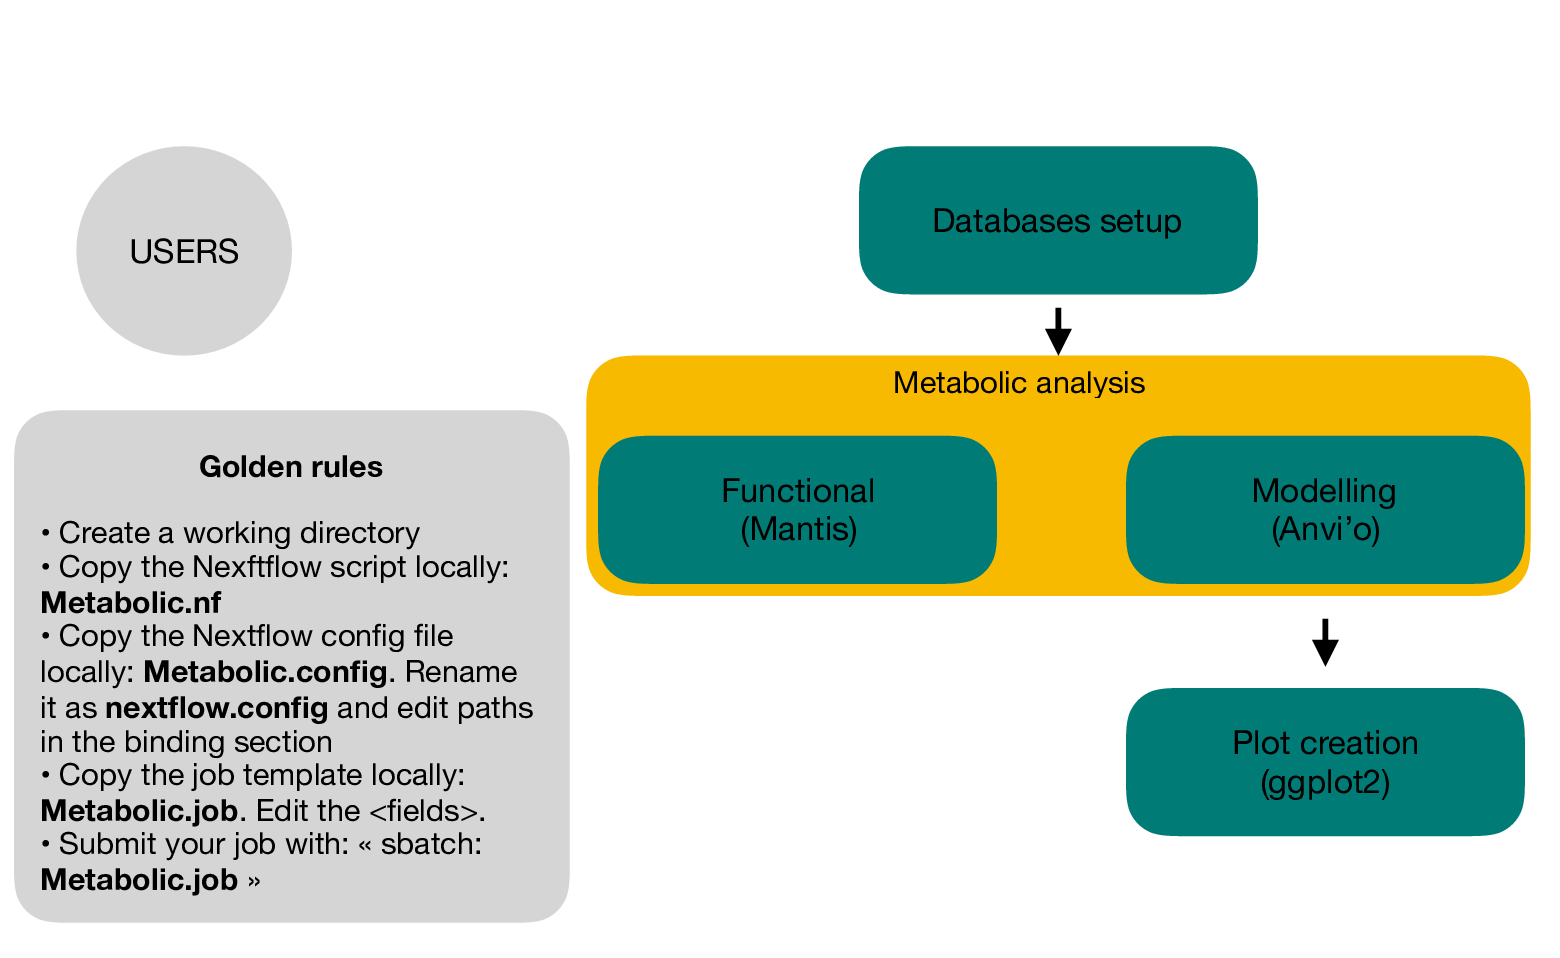 USERS
Golden rules
• Create a working directory
• Copy the Nexftflow script locally:
Metabolic.nf
• Copy the Nextflow config file
locally: Metabolic.config. Rename
it as nextflow.config and edit paths
in the binding section
• Copy the job template locally:
Metabolic.job. Edit the <fields>.
• Submit your job with: « sbatch:
Metabolic.job »
Databases setup
Metabolic analysis
Functional
(Mantis)
Modelling
(Anvi’o)
Plot creation
(ggplot2)